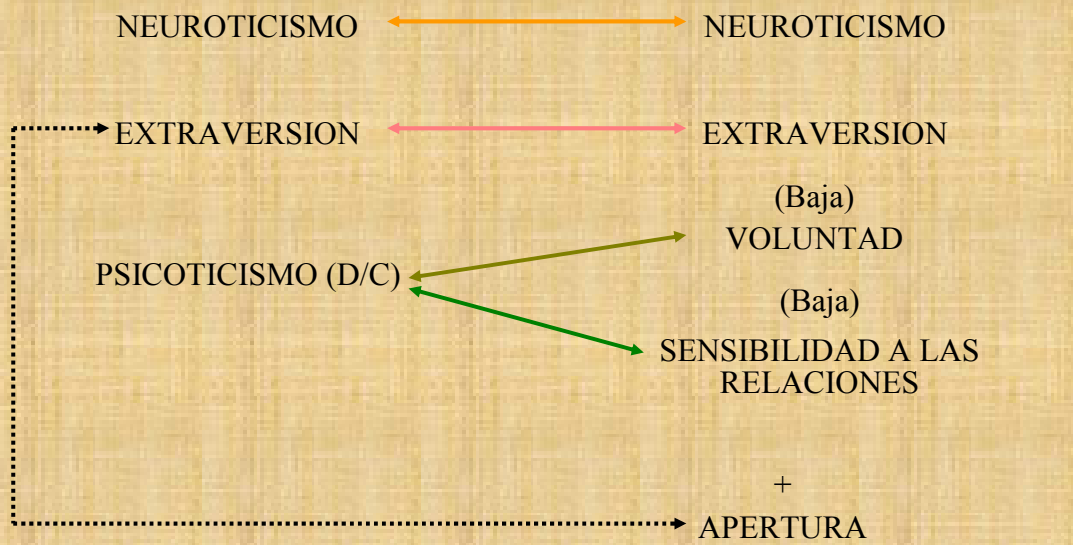 NEUROTICISMO NEUROTICISMO
EXTRAVERSION EXTRAVERSION
(Baja)
VOLUNTAD
PSICOTICISMO (D/C)
(Baja)
SENSIBILIDAD A LAS
RELACIONES
+
APERTURA